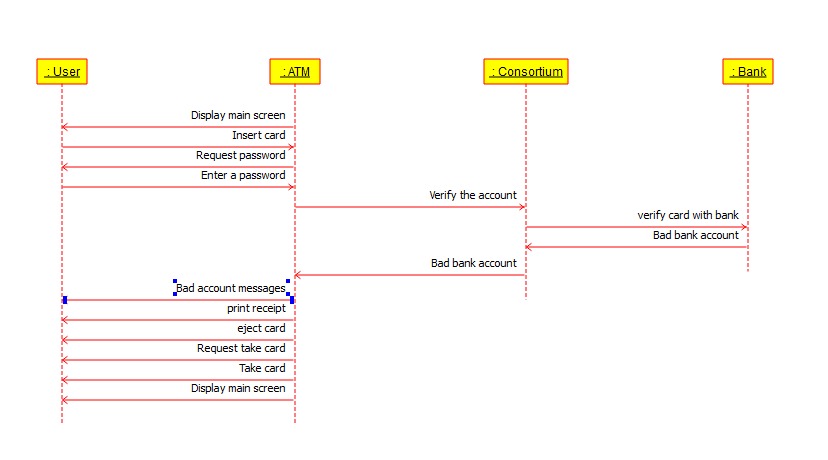 : User
: ATM
: Consortium
: Bank
Display main screen
Insert card
Request password
Enter a password
Verify the account
verify card with bank
Bad bank account
Bad bank account
Bad account messages
print receipt
eject card
Request take card
Take card
Display main screen